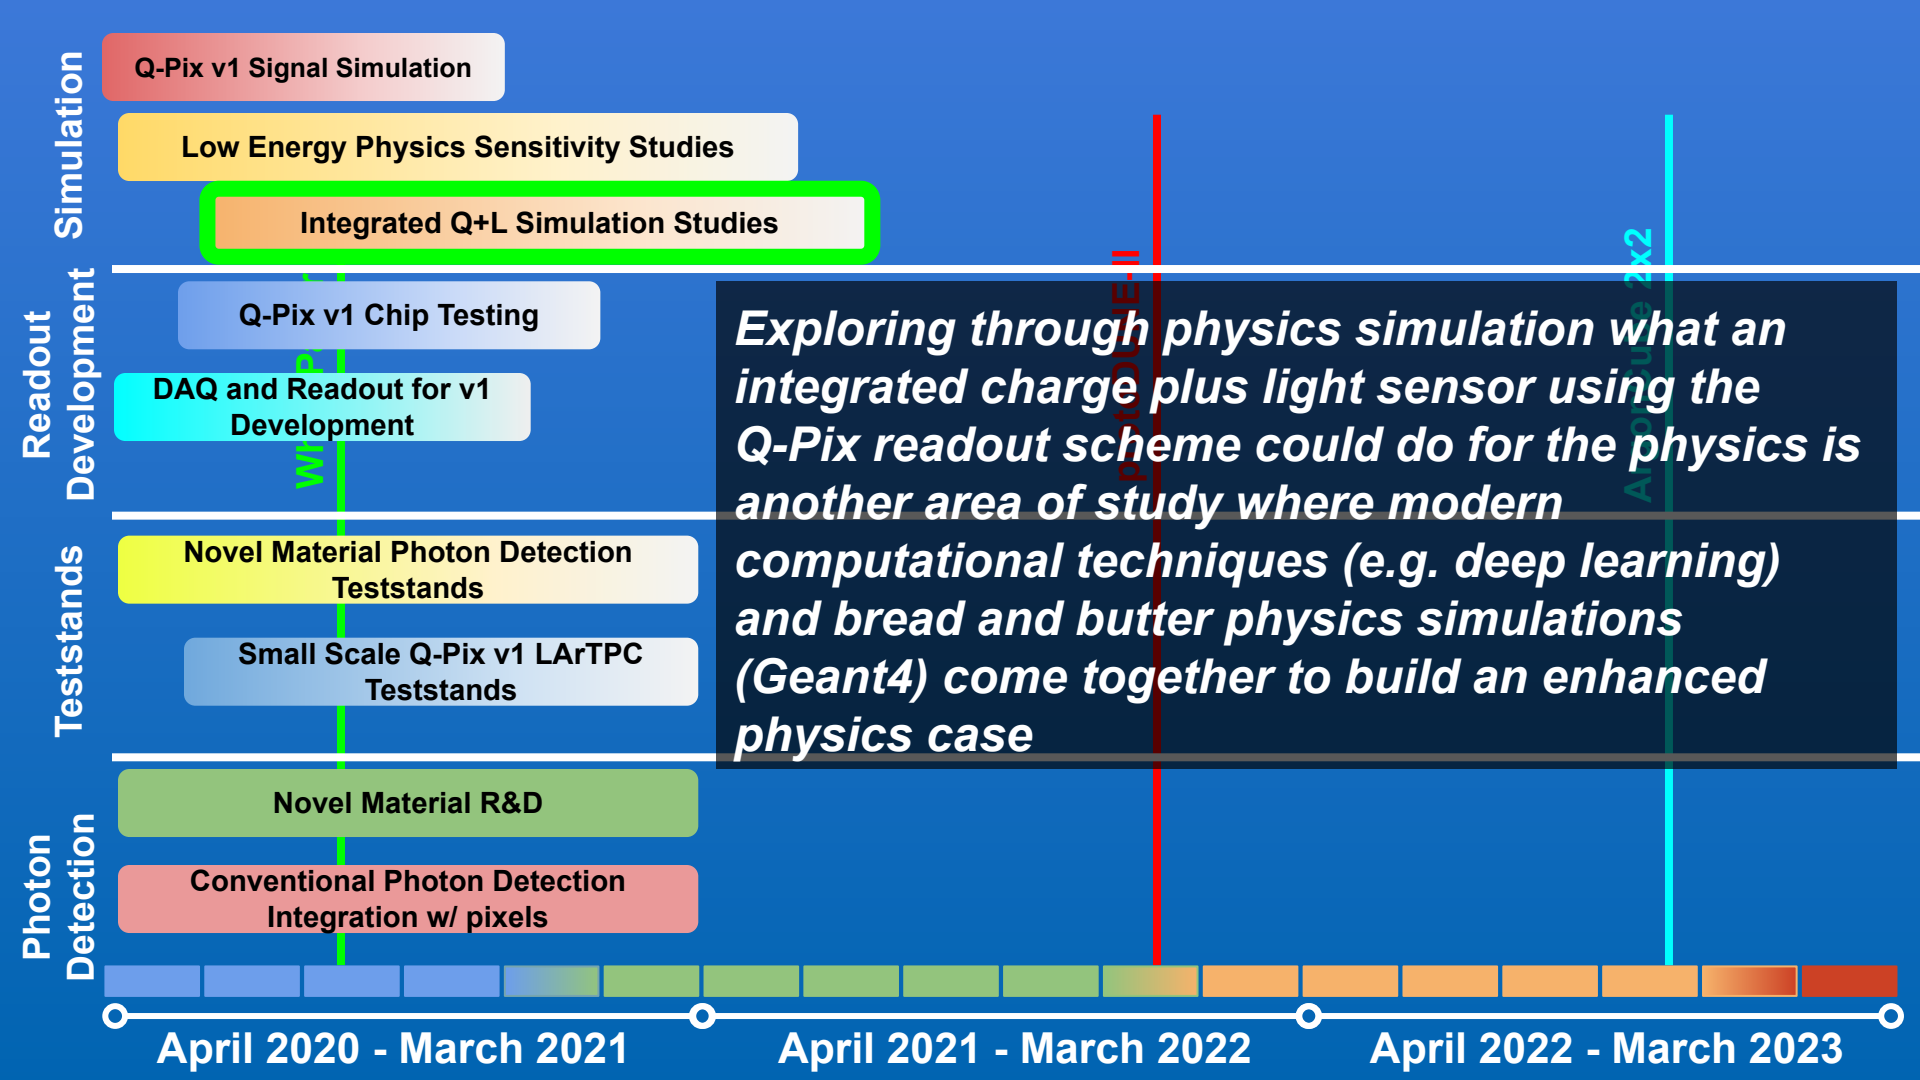 Simulation
Q-Pix v1 Signal Simulation
Low Energy Physics Sensitivity Studies
Integrated Q+L Simulation Studies
Readout
Development
Q-Pix v1 Chip Testing
DAQ and Readout for v1
Development
protoDUNE-II
2x2
Exploring through physics simulation what an
integrated charge plus light sensor using the
Q-Pix readout scheme could do for the physics is
another area of study where modern
computational techniques (e.g. deep learning)
and bread and butter physics simulations
(Geant4) come together to build an enhanced
physics case
Teststands
Novel Material Photon Detection
Teststands
Small Scale Q-Pix v1 LArTPC
Teststands
Photon
Detection
Novel Material R&D
Conventional Photon Detection
Integration w/ pixels
April 2020 - March 2021
April 2021 - March 2022
April 2022 - March 2023